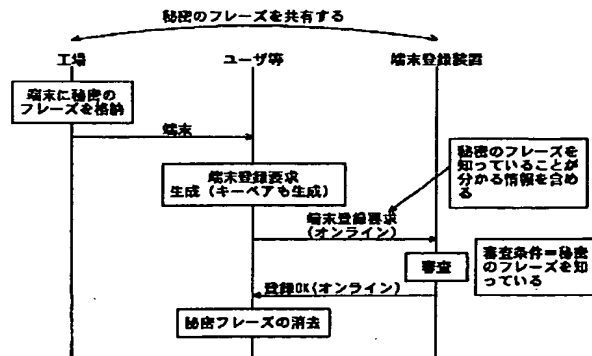 秘密のフレーズを共有する
工場
ユーザ等
端末登録装置
端末に秘密の
フレーズを格納
端末
秘密のフレーズを
知っていることが
分かる情報を含め
る
端末登録要求
生成（キーペアも生成）
端末登録要求
(オンライン)
審査
審査条件＝秘密
のフレーズを知
っている
登録OK(オンライン)
秘密フレーズの消去